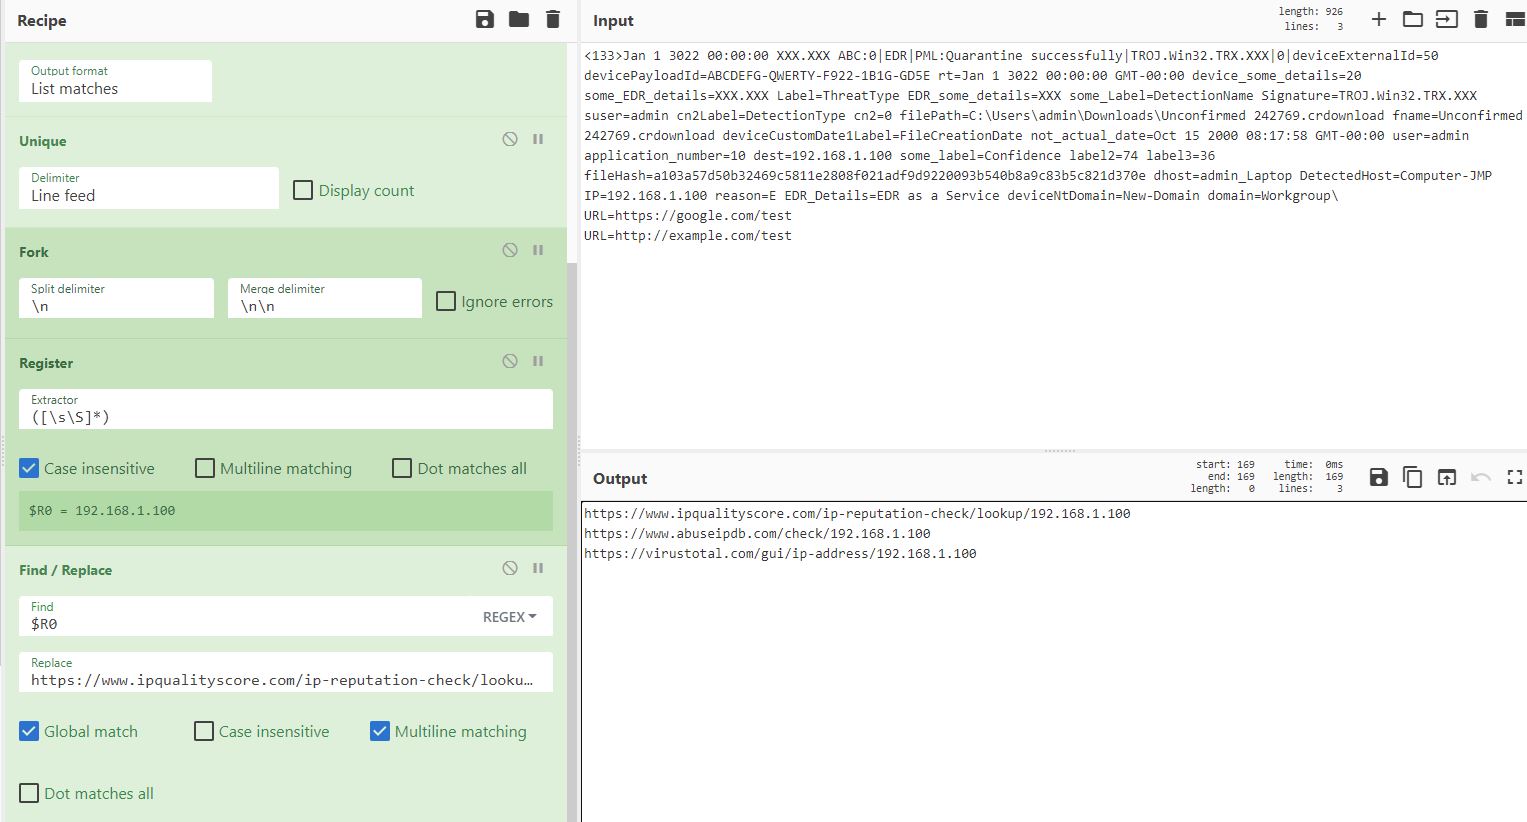 Recipe
Output format
List matches
Unique
Delimiter
Line feed
Display count
Fork
Split delimiter
\n
Merge delimiter
\n\n
Ignore errors
Register
Extractor
([\s\S]*)
Case insensitive
Multiline matching
Dot matches all
$R0 = 192.168.1.100
Find / Replace
Find
$R0
REGEX
Replace
https://www.ipqualityscore.com/ip-reputation-check/looku…
Global match
Case insensitive
Multiline matching
Dot matches all
Input
length: 926
lines: 3
<133>Jan 1 3022 00:00:00 XXX.XXX ABC:0|EDR|PML:Quarantine successfully|TROJ.Win32.TRX.XXX|0|deviceExternalId=50
devicePayloadId=ABCDEFG-QWERTY-F922-1B1G-GD5E rt=Jan 1 3022 00:00:00 GMT-00:00 device_some_details=20
some_EDR_details=XXX.XXX Label=ThreatType EDR_some_details=XXX some_Label=DetectionName Signature=TROJ.Win32.TRX.XXX
suser=admin cn2Label=DetectionType cn2=0 filePath=C:\Users\admin\Downloads\Unconfirmed 242769.crdownload fname=Unconfirmed
242769.crdownload deviceCustomDate1Label=FileCreationDate not_actual_date=Oct 15 2000 08:17:58 GMT-00:00 user=admin
application_number=10 dest=192.168.1.100 some_label=Confidence label2=74 label3=36
fileHash=a103a57d50b32469c5811e2808f021adf9d9220093b540b8a9c83b5c821d370e dhost=admin_Laptop DetectedHost=Computer-JMP
IP=192.168.1.100 reason=E EDR_Details=EDR as a Service deviceNtDomain=New-Domain domain=Workgroup\
URL=https://google.com/test
URL=http://example.com/test
Output
start: 169
end: 169
length: 0
time: 0ms
length: 169
lines: 3
https://www.ipqualityscore.com/ip-reputation-check/lookup/192.168.1.100
https://www.abuseipdb.com/check/192.168.1.100
https://virustotal.com/gui/ip-address/192.168.1.100